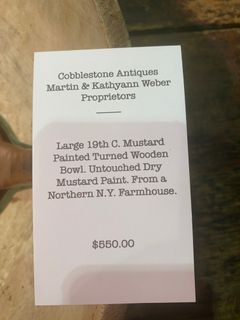 Cobblestone Antiques
Martin & Kathyann Weber
Proprietors
Large 19th C. Mustard
Painted Turned Wooden
Bowl. Untouched Dry
Mustard Paint. From a
Northern N.Y. Farmhouse.
$550.00